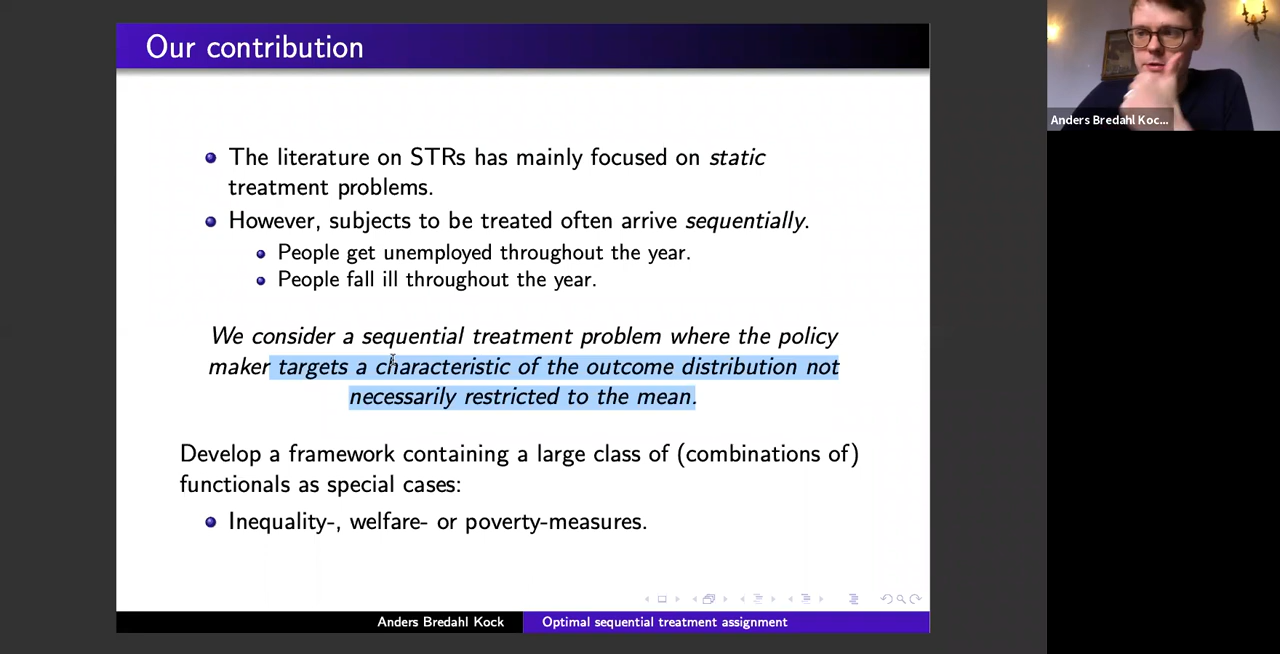 Our contribution
Anders Bredahl Koc...
The literature on STRs has mainly focused on static
treatment problems.
However, subjects to be treated often arrive sequentially.
People get unemployed throughout the year.
People fall ill throughout the year.
We consider a sequential treatment problem where the policy
maker targets a characteristic of the outcome distribution not
necessarily restricted to the mean.
Develop a framework containing a large class of (combinations of)
functionals as special cases:
Inequality-, welfare- or poverty-measures.
Anders Bredahl Kock
Optimal sequential treatment assignment